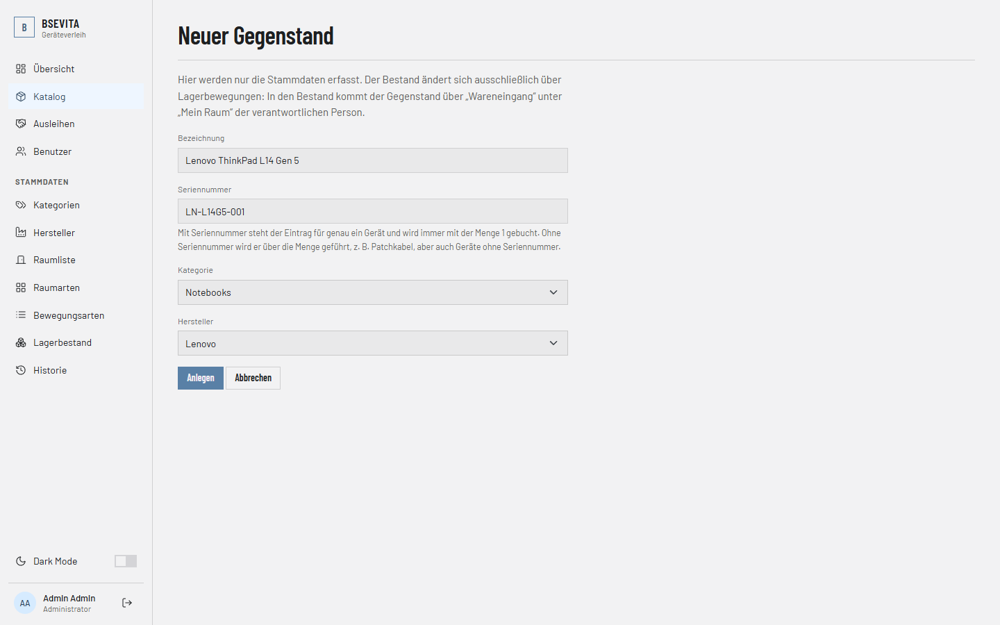 B
BSEVITA
Geräteverleih
Übersicht
Katalog
Ausleihen
Benutzer
STAMMDATEN
Kategorien
Hersteller
Raumliste
Raumarten
Bewegungsarten
Lagerbestand
Historie
Dark Mode
AA
Admin Admin
Administrator
Neuer Gegenstand
Hier werden nur die Stammdaten erfasst. Der Bestand ändert sich ausschließlich über
Lagerbewegungen: In den Bestand kommt der Gegenstand über „Wareneingang“ unter
„Mein Raum“ der verantwortlichen Person.
Bezeichnung
Lenovo ThinkPad L14 Gen 5
Seriennummer
LN-L14G5-001
Mit Seriennummer steht der Eintrag für genau ein Gerät und wird immer mit der Menge 1 gebucht. Ohne
Seriennummer wird er über die Menge geführt, z. B. Patchkabel, aber auch Geräte ohne Seriennummer.
Kategorie
Notebooks
Hersteller
Lenovo
Anlegen
Abbrechen